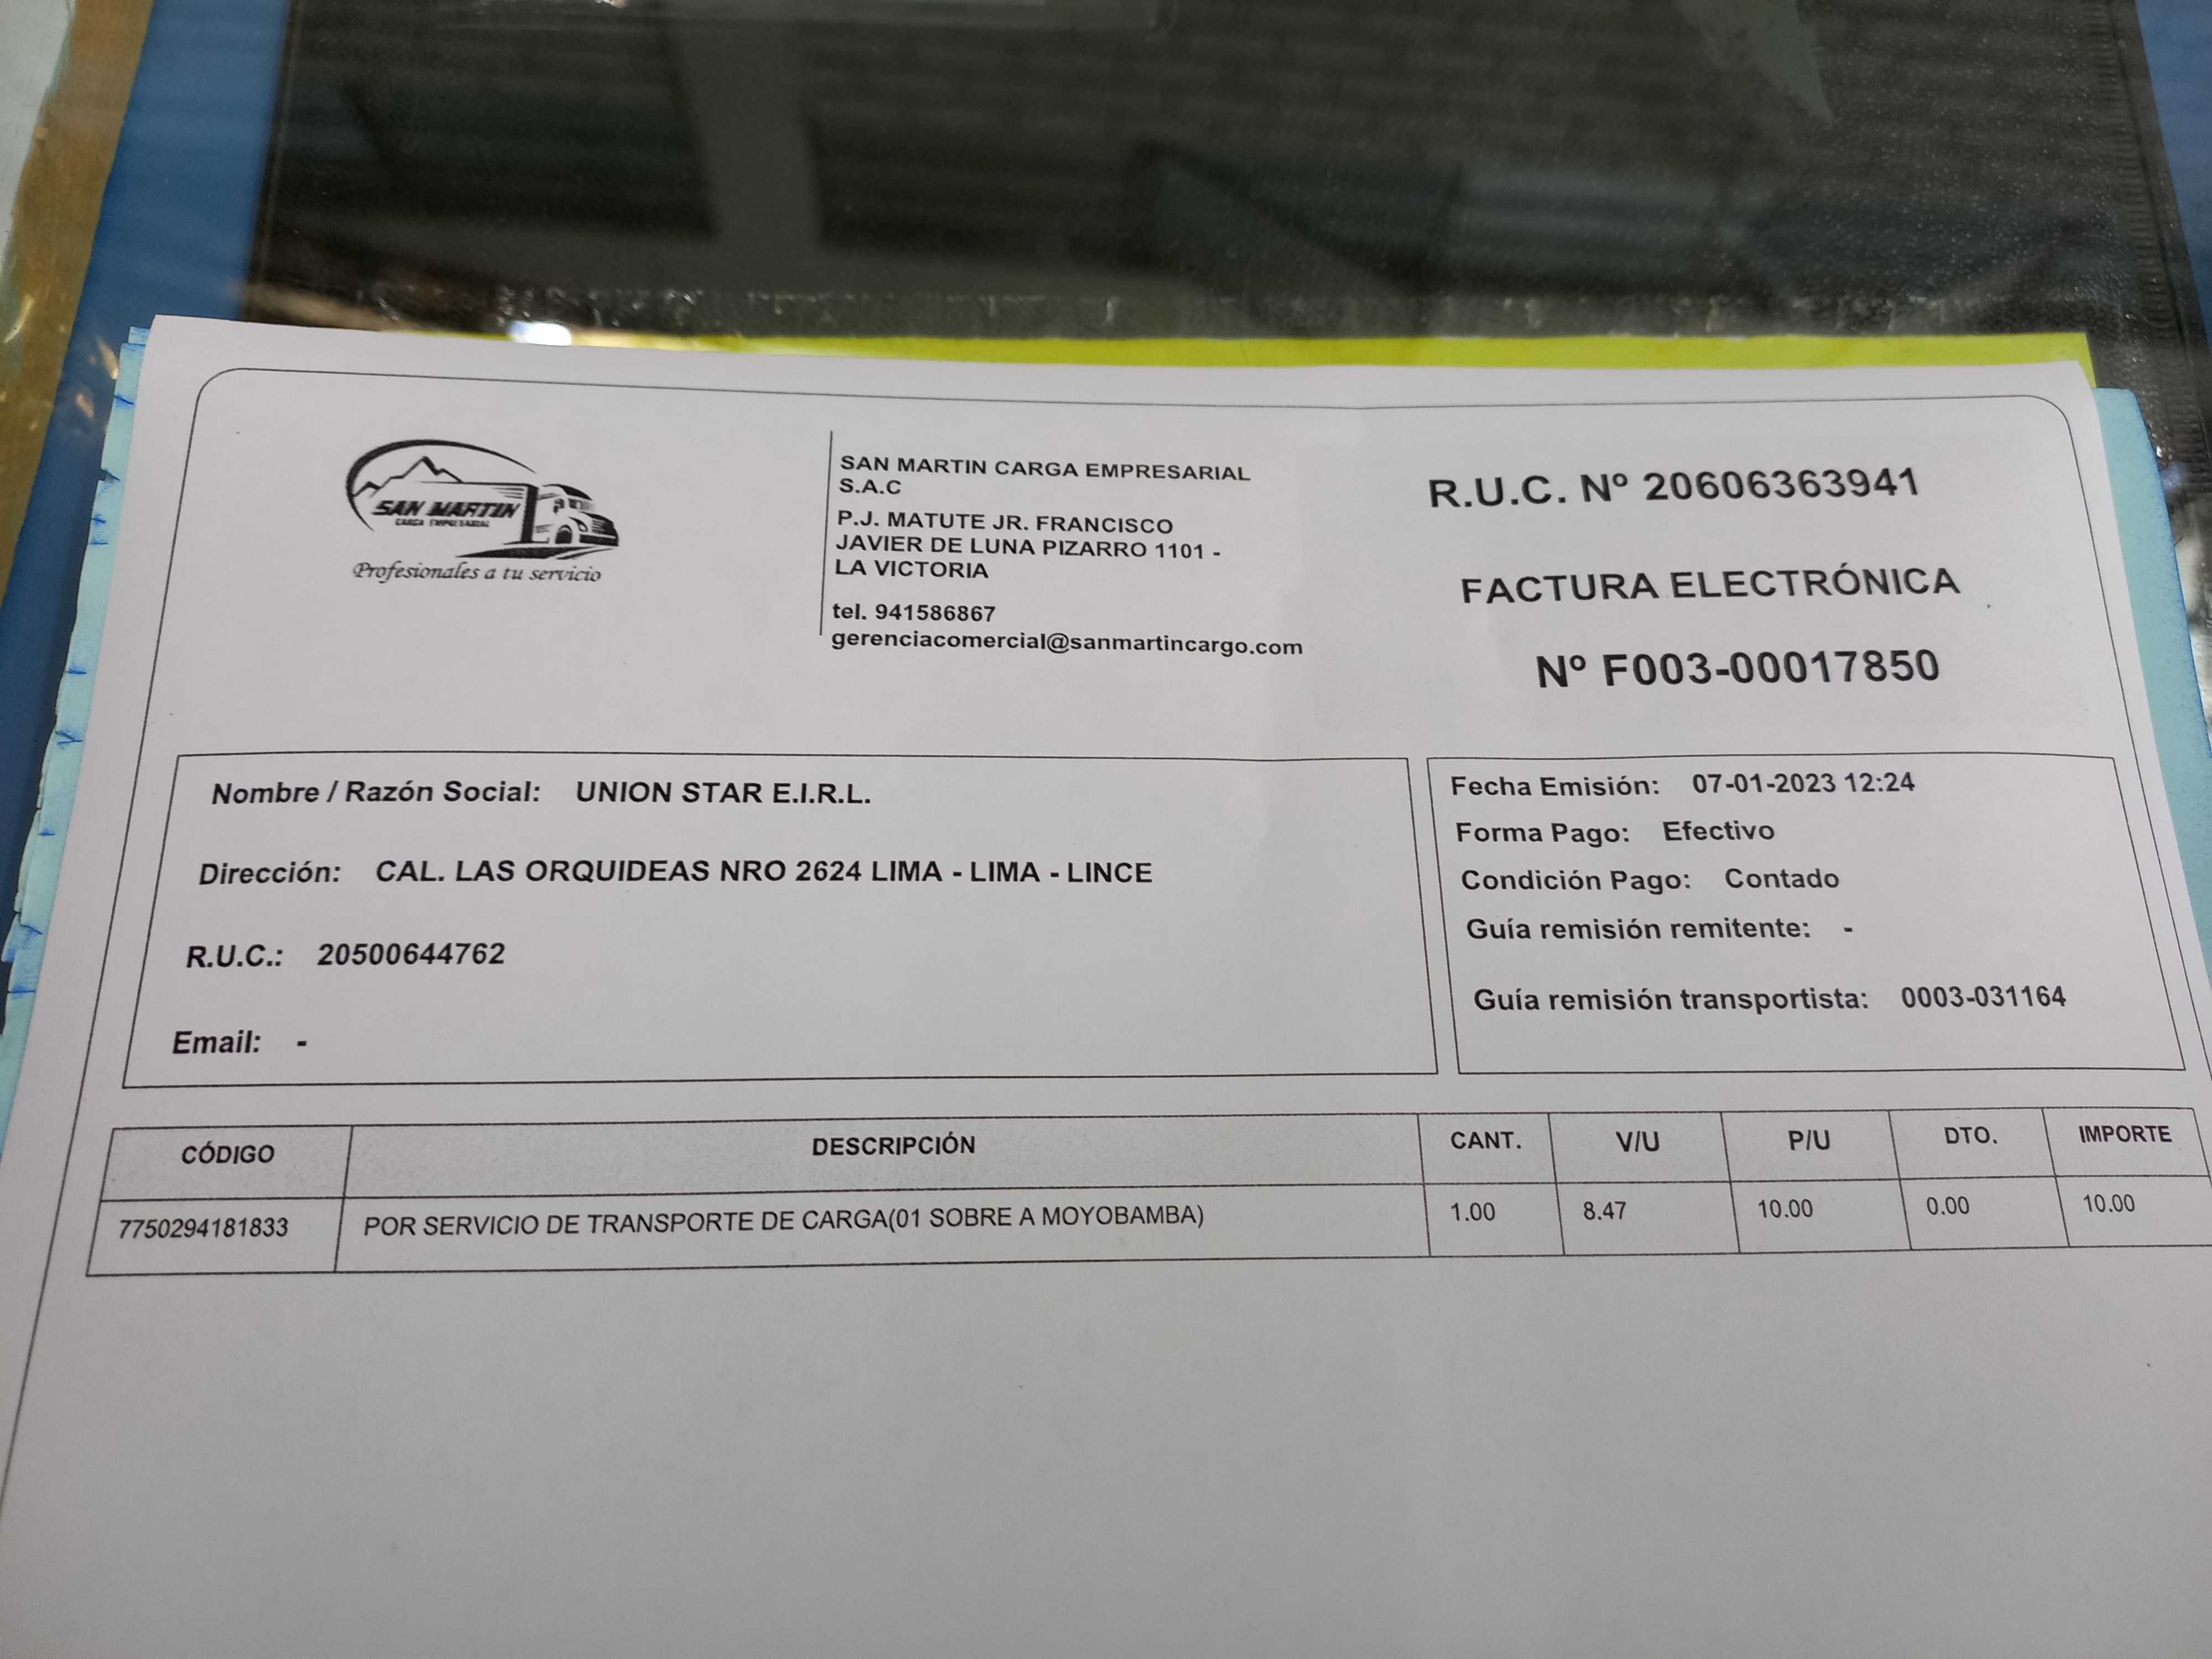 SAN MARTIN
CARGA EMPRESARIAL
Profesionales a tu servicio
SAN MARTIN CARGA EMPRESARIAL
S.A.C
P.J. MATUTE JR. FRANCISCO
JAVIER DE LUNA PIZARRO 1101 -
LA VICTORIA
tel. 941586867
gerenciacomercial@sanmartincargo.com
R.U.C. Nº 20606363941
FACTURA ELECTRÓNICA
Nº F003-00017850
Nombre / Razón Social: UNION STAR E.I.R.L.
Dirección: CAL. LAS ORQUIDEAS NRO 2624 LIMA - LIMA - LINCE
R.U.C.: 20500644762
Email: -
Fecha Emisión: 07-01-2023 12:24
Forma Pago: Efectivo
Condición Pago: Contado
Guía remisión remitente: -
Guía remisión transportista: 0003-031164
CÓDIGO DESCRIPCIÓN CANT. V/U P/U DTO. IMPORTE
7750294181833 POR SERVICIO DE TRANSPORTE DE CARGA(01 SOBRE A MOYOBAMBA) 1.00 8.47 10.00 0.00 10.00